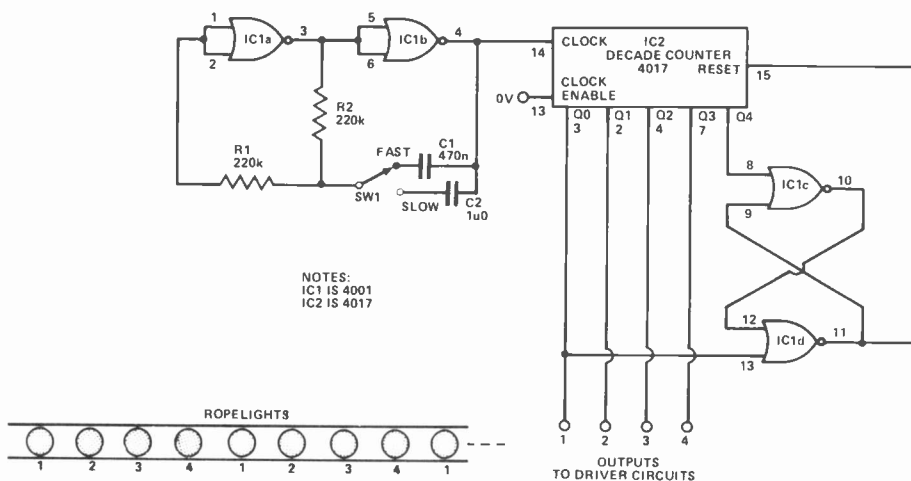 1
2
IC1a
3
5
6
IC1b
4
14
CLOCK
IC2
DECADE COUNTER
4017
RESET
15
0V
13
CLOCK
ENABLE
Q0
3
Q1
2
Q2
4
Q3
7
Q4
R2
220k
R1
220k
FAST
C1
470n
SW1
SLOW
C2
1u0
8
9
IC1c
10
12
13
IC1d
11
NOTES:
IC1 IS 4001
IC2 IS 4017
ROPELIGHTS
1 2 3 4 1 2 3 4 1
1 2 3 4
OUTPUTS
TO DRIVER CIRCUITS